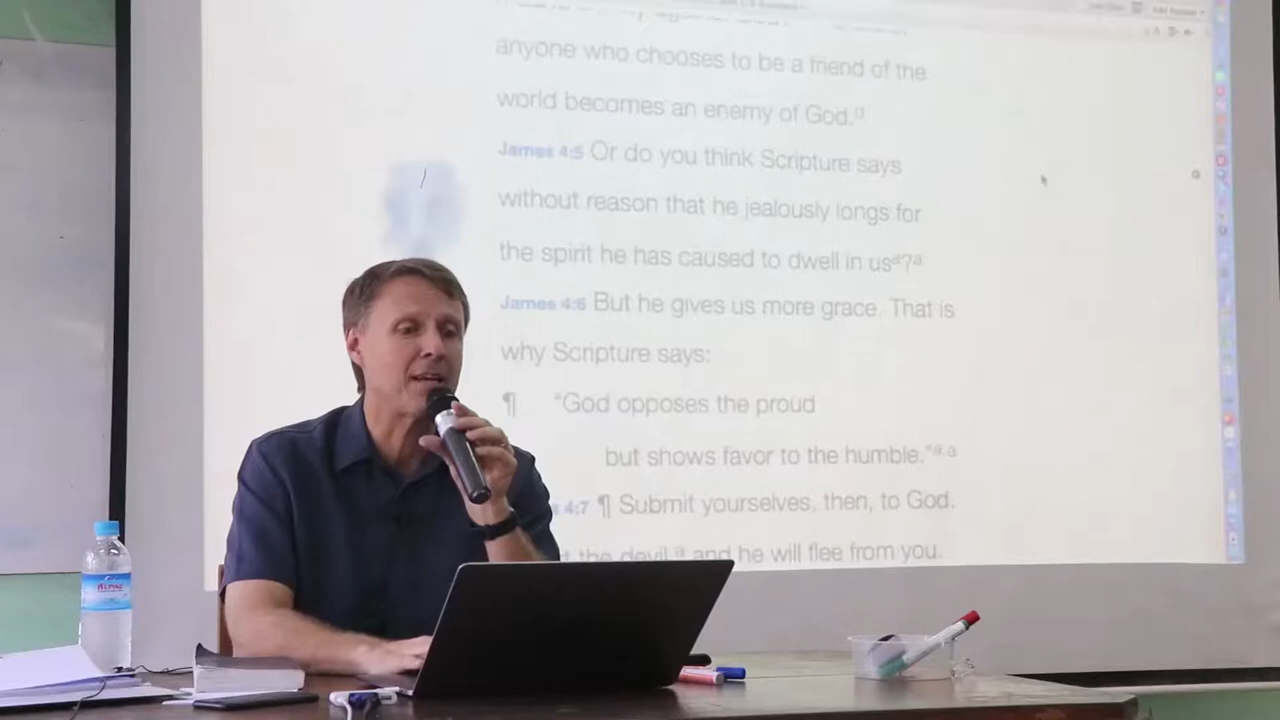 anyone who chooses to be a friend of the
world becomes an enemy of God.
James 4:5 Or do you think Scripture says
without reason that he jealously longs for
the spirit he has caused to dwell in usᵃ?ᵃ
James 4:6 But he gives us more grace. That is
why Scripture says:
¶ “God opposes the proud
but shows favor to the humble.”ᵃ ᵃ
4:7 ¶ Submit yourselves, then, to God.
the devil,ᵃ and he will flee from you.